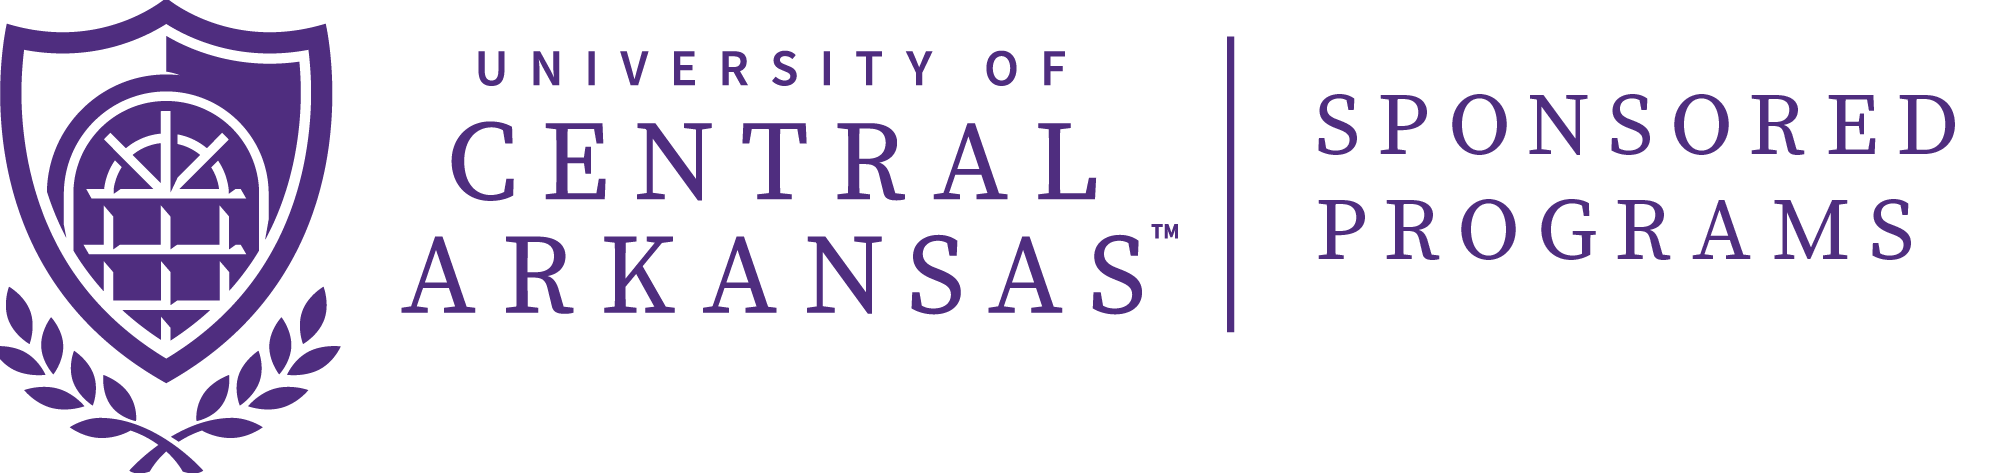 UNIVERSITY OF
CENTRAL
ARKANSAS™
SPONSORED
PROGRAMS